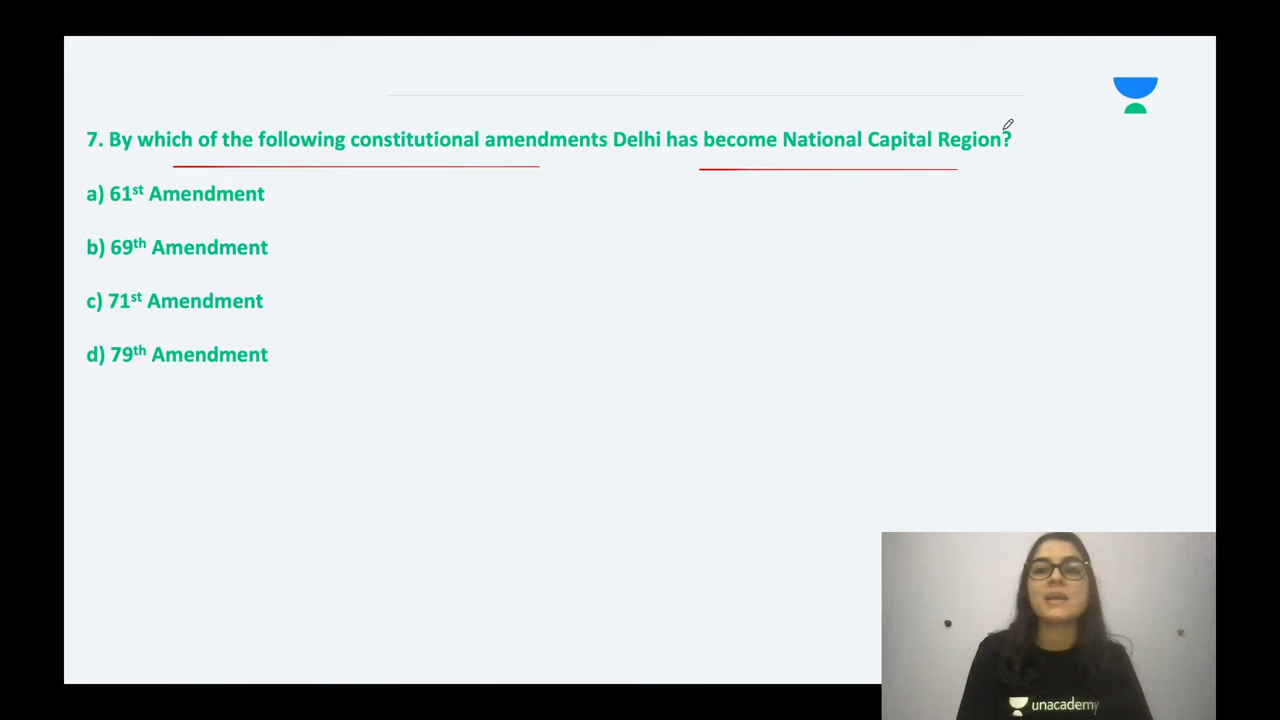 7. By which of the following constitutional amendments Delhi has become National Capital Region?
a) 61st Amendment
b) 69th Amendment
c) 71st Amendment
d) 79th Amendment
unacademy